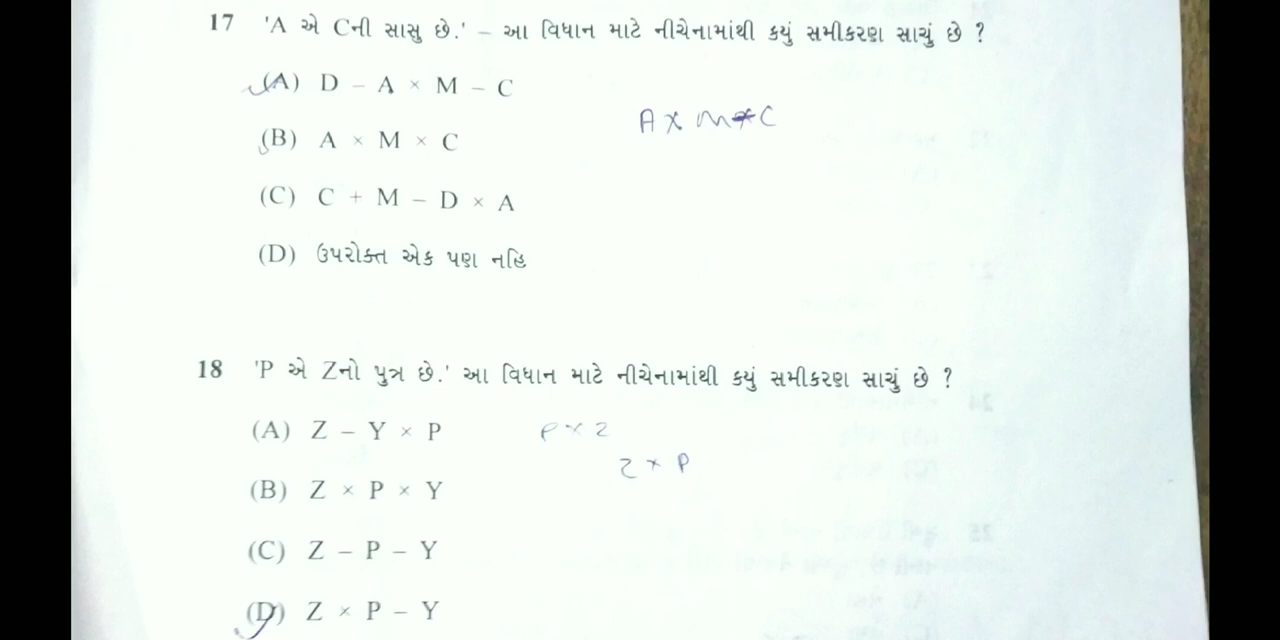 17 'A એ Cની સાસુ છે.' – આ વિધાન માટે નીચેનામાંથી કયું સમીકરણ સાચું છે ?
(A) D – A × M – C
A × M × C
(B) A × M × C
(C) C + M – D × A
(D) ઉપરોક્ત એક પણ નહિ
18 'P એ Zનો પુત્ર છે.' આ વિધાન માટે નીચેનામાંથી કયું સમીકરણ સાચું છે ?
(A) Z – Y × P
P × Z
Z × P
(B) Z × P × Y
(C) Z – P – Y
(D) Z × P – Y